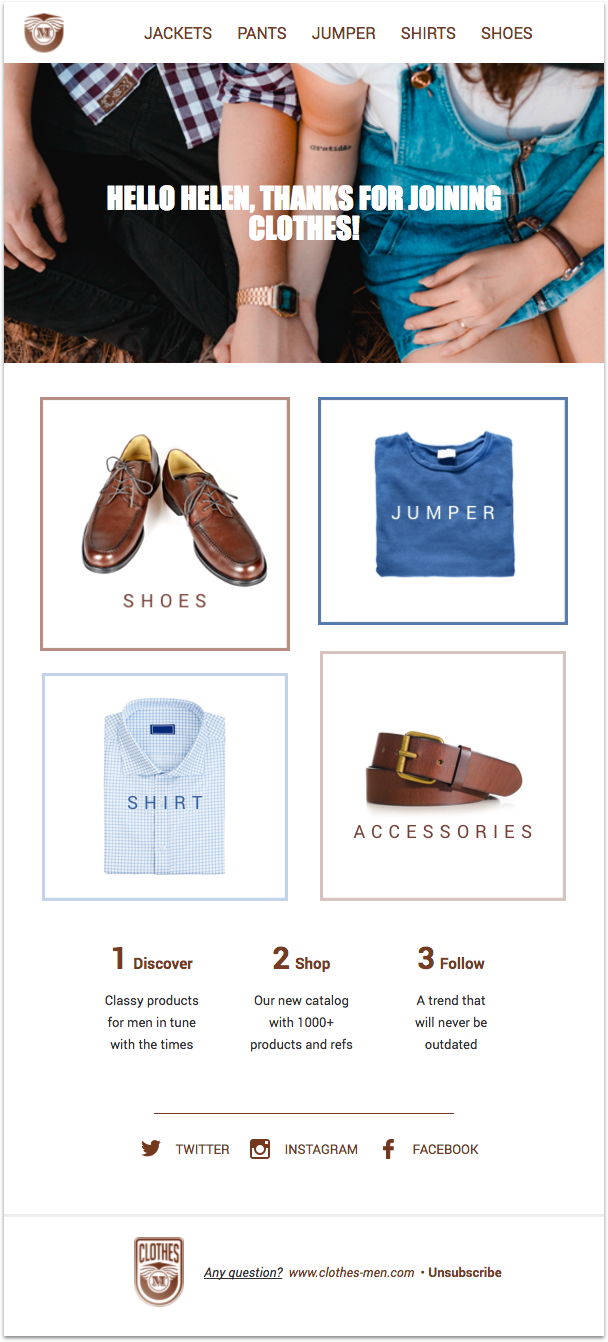 M
JACKETS PANTS JUMPER SHIRTS SHOES
HELLO HELEN, THANKS FOR JOINING
CLOTHES!
SHOES
JUMPER
SHIRT
ACCESSORIES
1 Discover
Classy products
for men in tune
with the times
2 Shop
Our new catalog
with 1000+
products and refs
3 Follow
A trend that
will never be
outdated
TWITTER INSTAGRAM FACEBOOK
CLOTHES
M
Any question? www.clothes-men.com • Unsubscribe